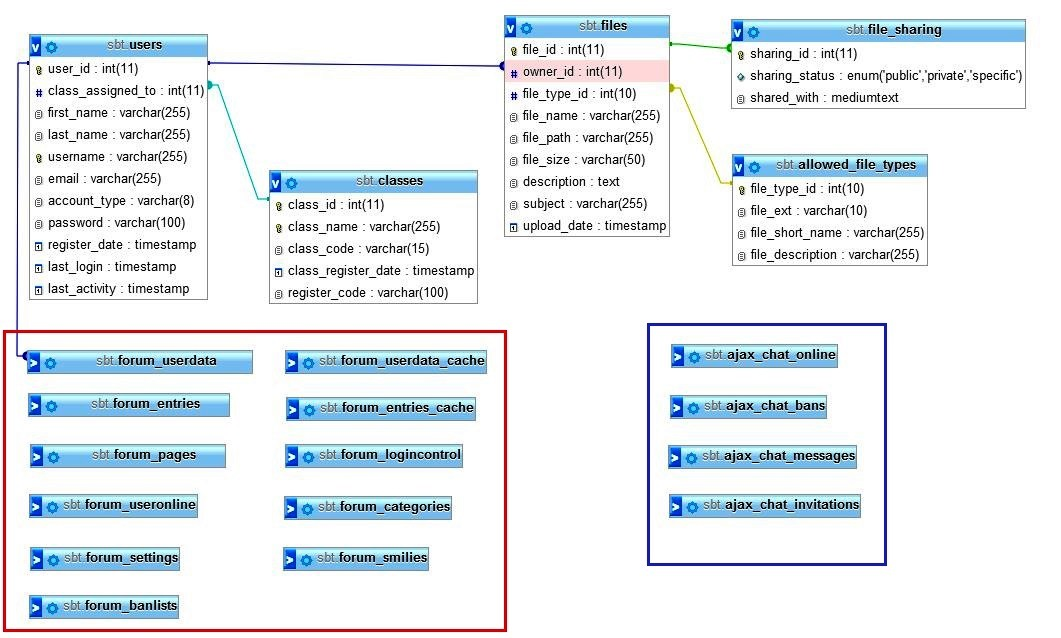 sbt.users
user_id : int(11)
class_assigned_to : int(11)
first_name : varchar(255)
last_name : varchar(255)
username : varchar(255)
email : varchar(255)
account_type : varchar(8)
password : varchar(100)
register_date : timestamp
last_login : timestamp
last_activity : timestamp
sbt.classes
class_id : int(11)
class_name : varchar(255)
class_code : varchar(15)
class_register_date : timestamp
register_code : varchar(100)
sbt.files
file_id : int(11)
owner_id : int(11)
file_type_id : int(10)
file_name : varchar(255)
file_path : varchar(255)
file_size : varchar(50)
description : text
subject : varchar(255)
upload_date : timestamp
sbt.file_sharing
sharing_id : int(11)
sharing_status : enum('public','private','specific')
shared_with : mediumtext
sbt.allowed_file_types
file_type_id : int(10)
file_ext : varchar(10)
file_short_name : varchar(255)
file_description : varchar(255)
sbt.forum_userdata
sbt.forum_entries
sbt.forum_pages
sbt.forum_useronline
sbt.forum_settings
sbt.forum_banlists
sbt.forum_userdata_cache
sbt.forum_entries_cache
sbt.forum_logincontrol
sbt.forum_categories
sbt.forum_smilies
sbt.ajax_chat_online
sbt.ajax_chat_bans
sbt.ajax_chat_messages
sbt.ajax_chat_invitations